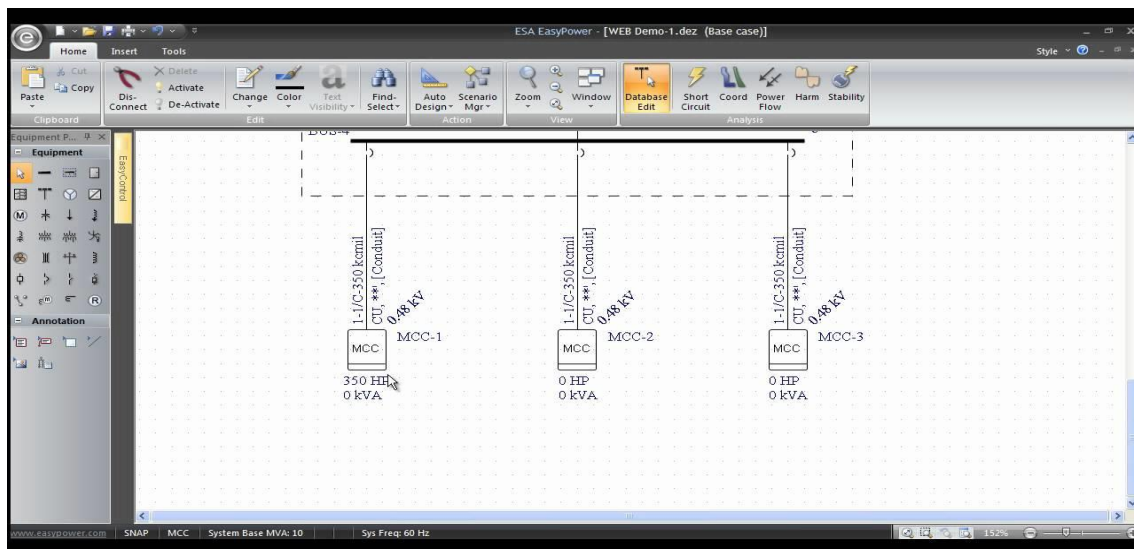 ESA EasyPower - [WEB Demo-1.dez (Base case)]
Home Insert Tools Style
Paste Cut Copy Clipboard
Dis-Connect Delete Activate De-Activate Change Color Text Visibility Find-Select Edit
Auto Design Scenario Mgr Action
Zoom Window View
Database Edit Short Circuit Coord Power Flow Harm Stability Analysis
Equipment P...
Equipment
EasyControl
BUS-4
1-1/C-350 kcmil
CU, **', [Conduit]
0.48 kV
MCC
MCC-1
350 HP
0 kVA
1-1/C-350 kcmil
CU, **', [Conduit]
0.48 kV
MCC
MCC-2
0 HP
0 kVA
1-1/C-350 kcmil
CU, **', [Conduit]
0.48 kV
MCC
MCC-3
0 HP
0 kVA
M
R
Annotation
www.easypower.com SNAP MCC System Base MVA: 10 Sys Freq: 60 Hz 152%